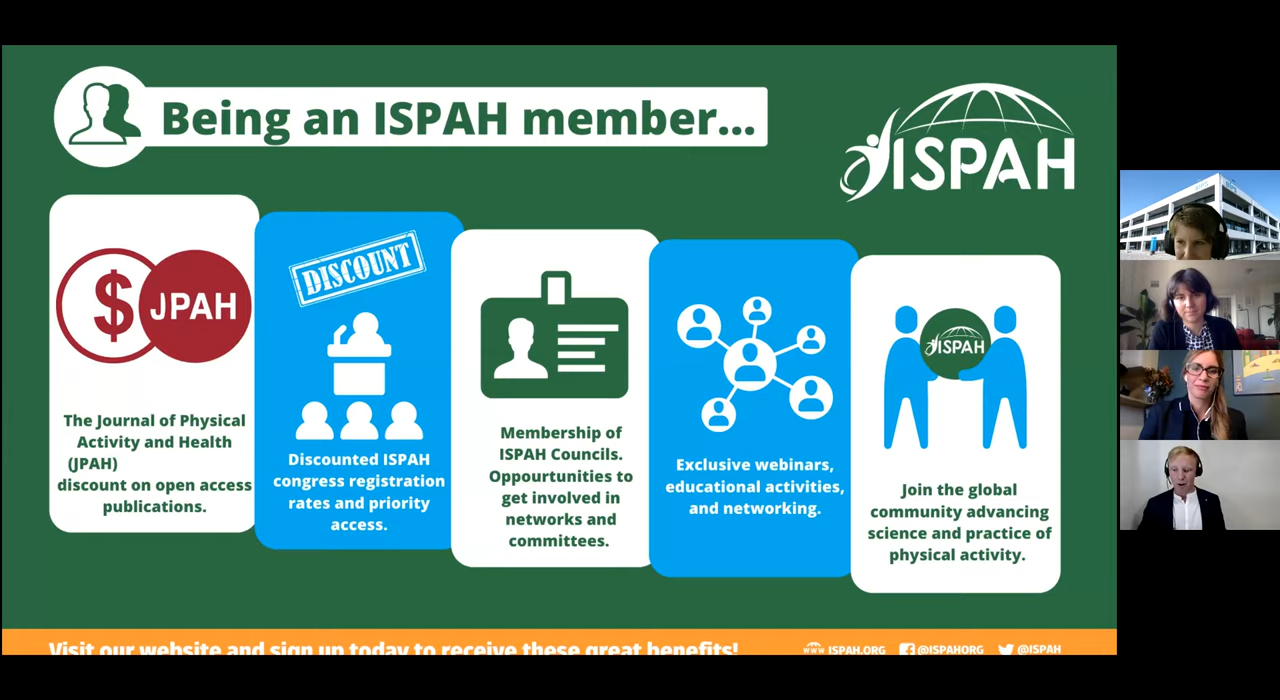 Being an ISPAH member...
ISPAH
$ JPAH
The Journal of Physical
Activity and Health
(JPAH)
discount on open access
publications.
DISCOUNT
Discounted ISPAH
congress registration
rates and priority
access.
Membership of
ISPAH Councils.
Oppourtunities to
get involved in
networks and
committees.
Exclusive webinars,
educational activities,
and networking.
ISPAH
Join the global
community advancing
science and practice of
physical activity.
Visit our website and sign up today to receive these great benefits!
www ISPAH.ORG
@ISPAHORG
@ISPAH